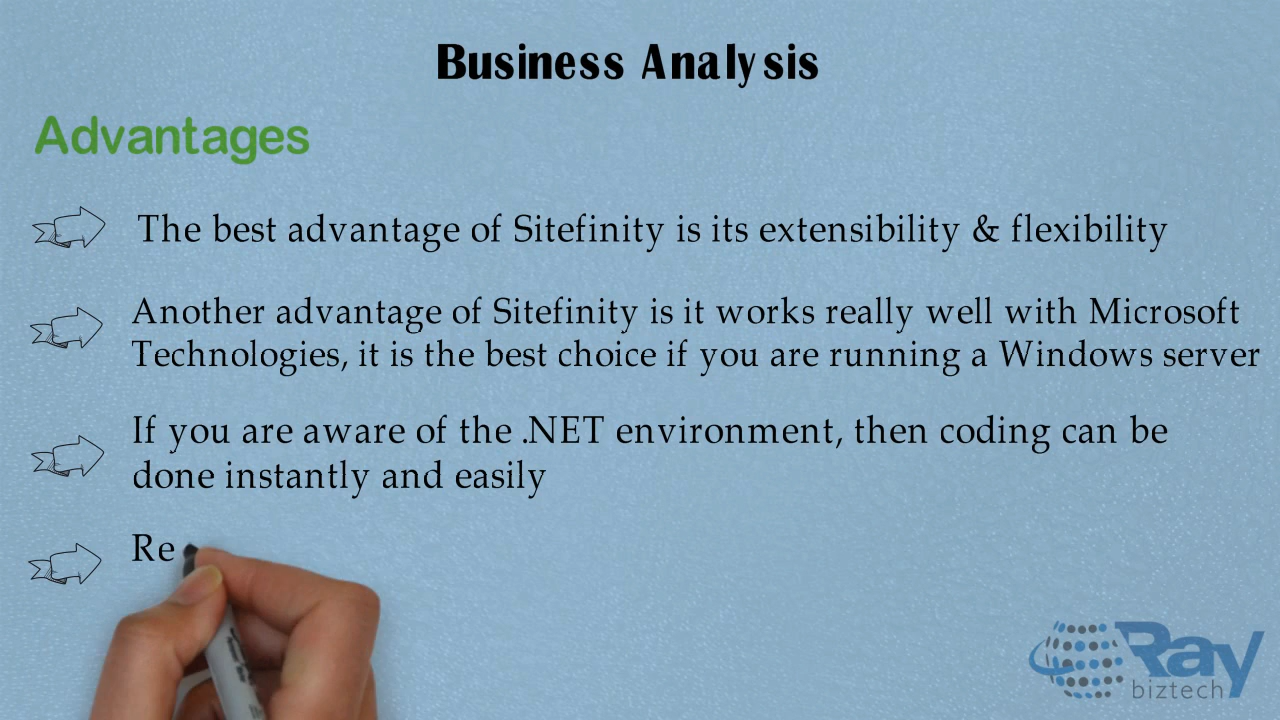 Business Analysis
Advantages
The best advantage of Sitefinity is its extensibility & flexibility
Another advantage of Sitefinity is it works really well with Microsoft
Technologies, it is the best choice if you are running a Windows server
If you are aware of the .NET environment, then coding can be
done instantly and easily
Re
Ray
biztech